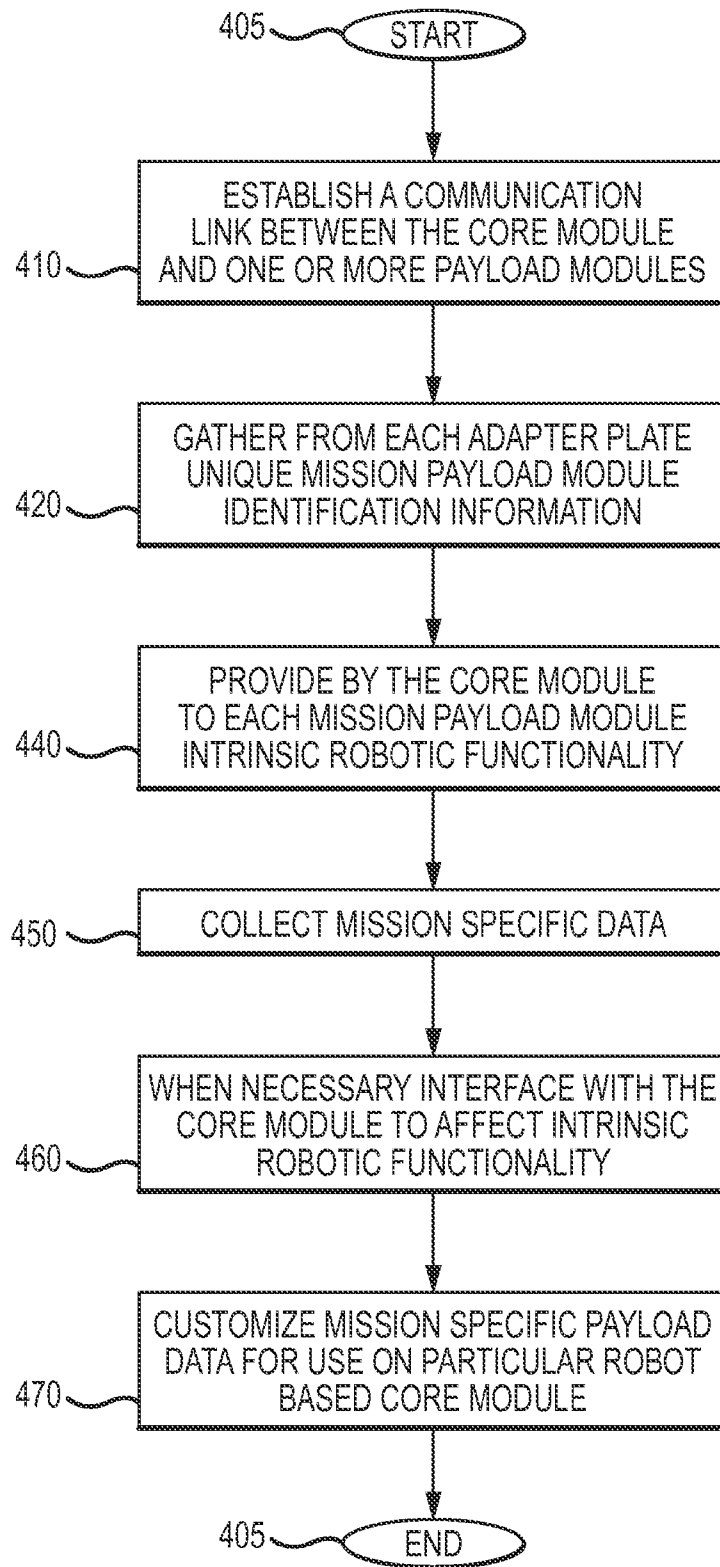 405
START
ESTABLISH A COMMUNICATION
LINK BETWEEN THE CORE MODULE
AND ONE OR MORE PAYLOAD MODULES
410
GATHER FROM EACH ADAPTER PLATE
UNIQUE MISSION PAYLOAD MODULE
IDENTIFICATION INFORMATION
420
PROVIDE BY THE CORE MODULE
TO EACH MISSION PAYLOAD MODULE
INTRINSIC ROBOTIC FUNCTIONALITY
440
COLLECT MISSION SPECIFIC DATA
450
WHEN NECESSARY INTERFACE WITH THE
CORE MODULE TO AFFECT INTRINSIC
ROBOTIC FUNCTIONALITY
460
CUSTOMIZE MISSION SPECIFIC PAYLOAD
DATA FOR USE ON PARTICULAR ROBOT
BASED CORE MODULE
470
405
END